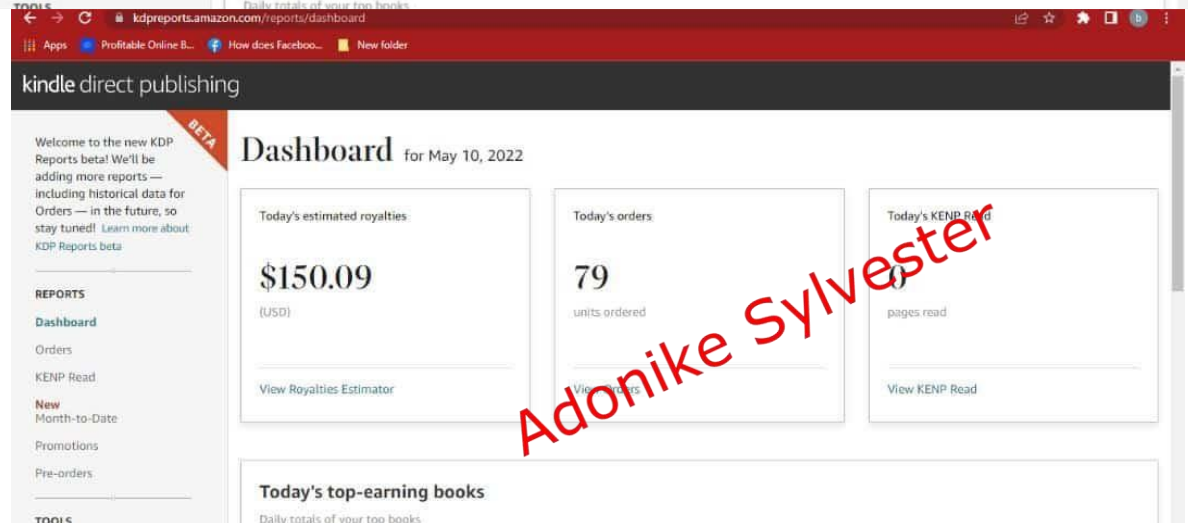 TOOLS
Daily totals of your top books
kdpreports.amazon.com/reports/dashboard
b
Apps Profitable Online B... How does Faceboo... New folder
kindle direct publishing
BETA
Welcome to the new KDP
Reports beta! We'll be
adding more reports —
including historical data for
Orders — in the future, so
stay tuned! Learn more about
KDP Reports beta
REPORTS
Dashboard
Orders
KENP Read
New
Month-to-Date
Promotions
Pre-orders
TOOLS
Dashboard for May 10, 2022
Today's estimated royalties
$150.09
(USD)
View Royalties Estimator
Today's orders
79
units ordered
View Orders
Today's KENP Read
0
pages read
View KENP Read
Adonike Sylvester
Today's top-earning books
Daily totals of your top books